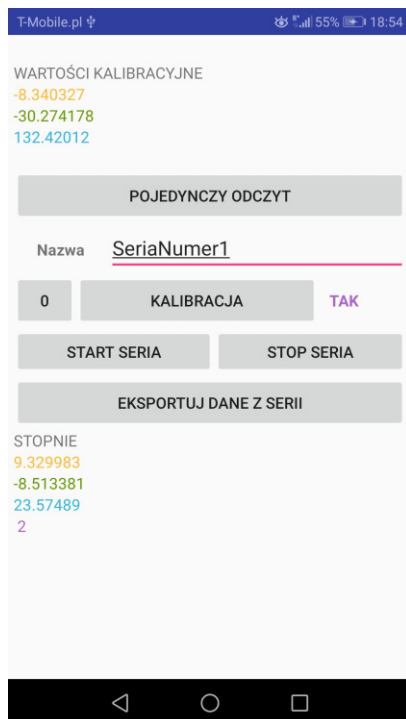 T-Mobile.pl 55% 18:54
WARTOŚCI KALIBRACYJNE
-8.340327
-30.274178
132.42012
POJEDYNCZY ODCZYT
Nazwa SeriaNumer1
0 KALIBRACJA TAK
START SERIA STOP SERIA
EKSPORTUJ DANE Z SERII
STOPNIE
9.329983
-8.513381
23.57489
2